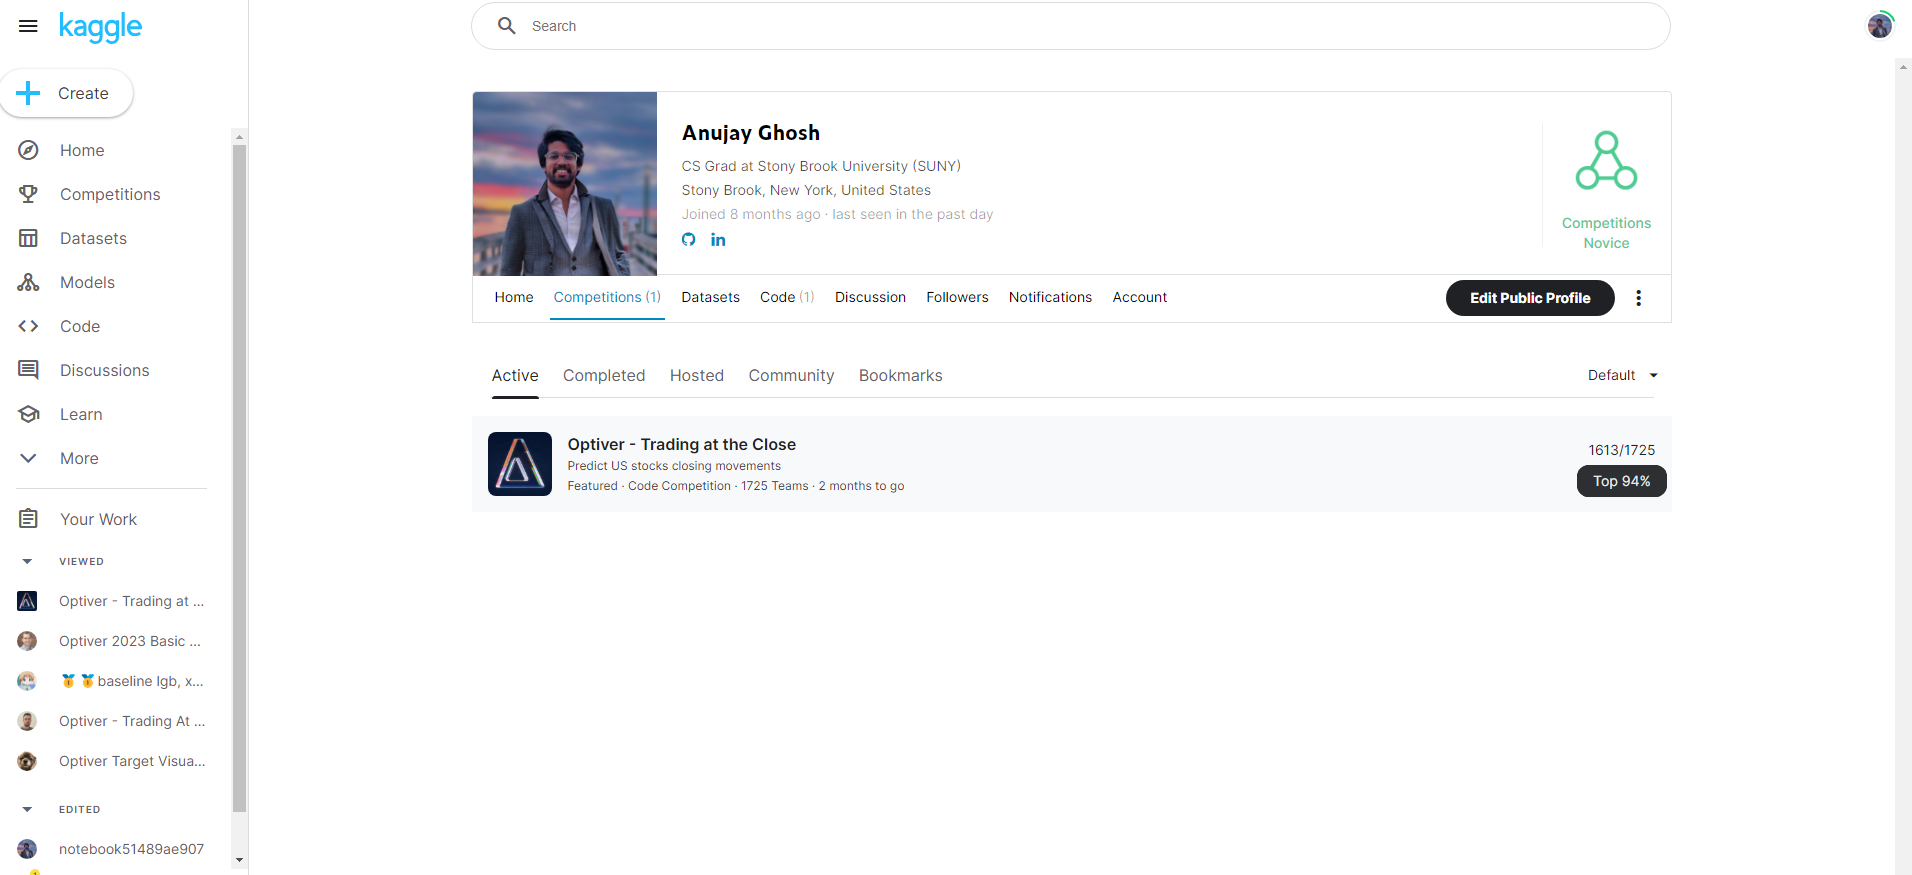 kaggle
Search
Create
Home
Competitions
Datasets
Models
Code
Discussions
Learn
More
Your Work
VIEWED
Optiver - Trading at ...
Optiver 2023 Basic ...
🥇🥇baseline lgb, x...
Optiver - Trading At ...
Optiver Target Visua...
EDITED
notebook51489ae907
Anujay Ghosh
CS Grad at Stony Brook University (SUNY)
Stony Brook, New York, United States
Joined 8 months ago · last seen in the past day
in
Competitions
Novice
Home Competitions (1) Datasets Code (1) Discussion Followers Notifications Account Edit Public Profile
Active Completed Hosted Community Bookmarks Default
Optiver - Trading at the Close
Predict US stocks closing movements
Featured · Code Competition · 1725 Teams · 2 months to go
1613/1725
Top 94%